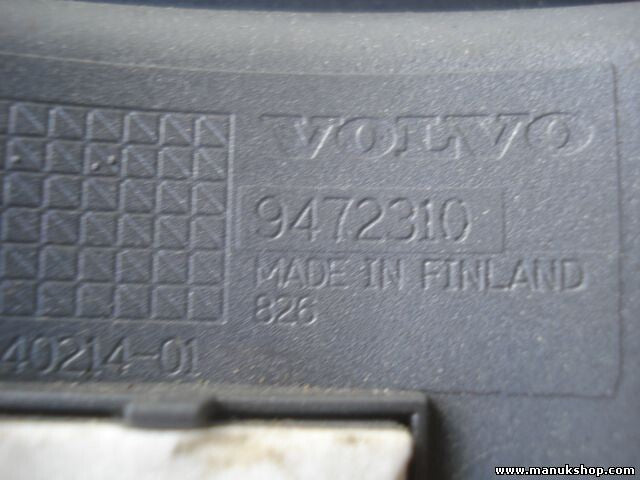 VOLVO
9472310
MADE IN FINLAND
826
40214-01
www.manukshop.com